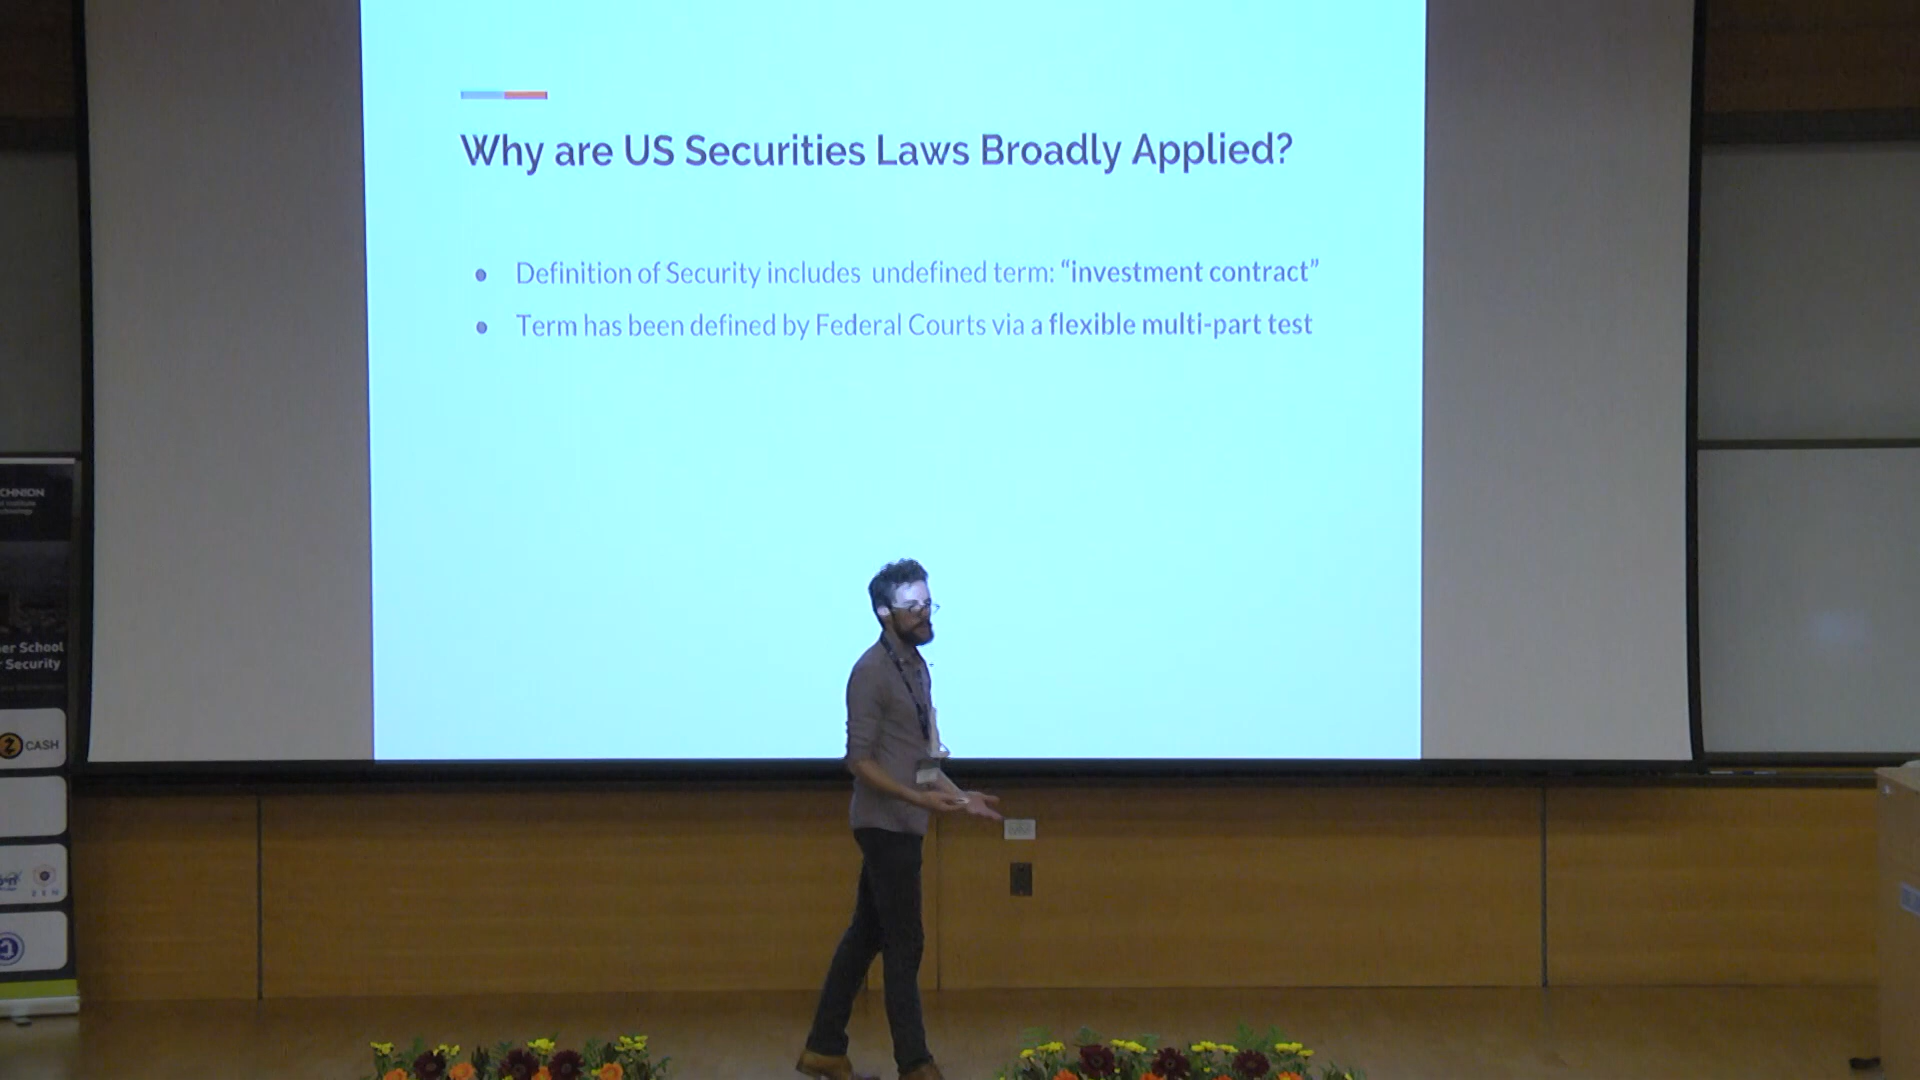 Why are US Securities Laws Broadly Applied?
• Definition of Security includes undefined term: “investment contract”
• Term has been defined by Federal Courts via a flexible multi-part test
CHNION
er School
Security
CASH